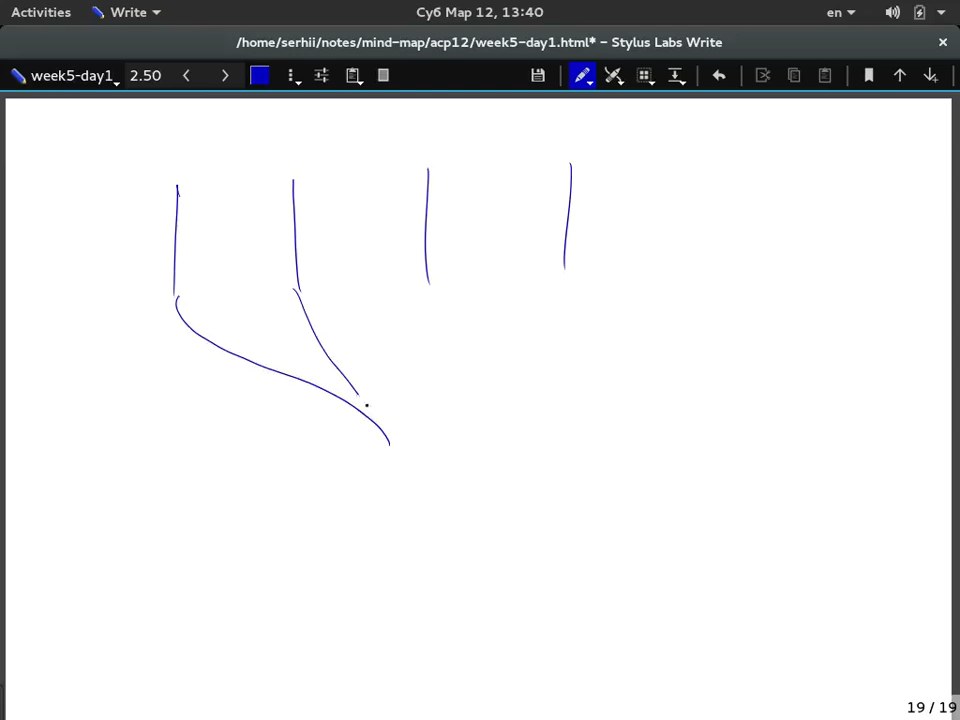 Activities Write Суб Мар 12, 13:40 en
/home/serhii/notes/mind-map/acp12/week5-day1.html* – Stylus Labs Write
week5-day1 2.50
19 / 19